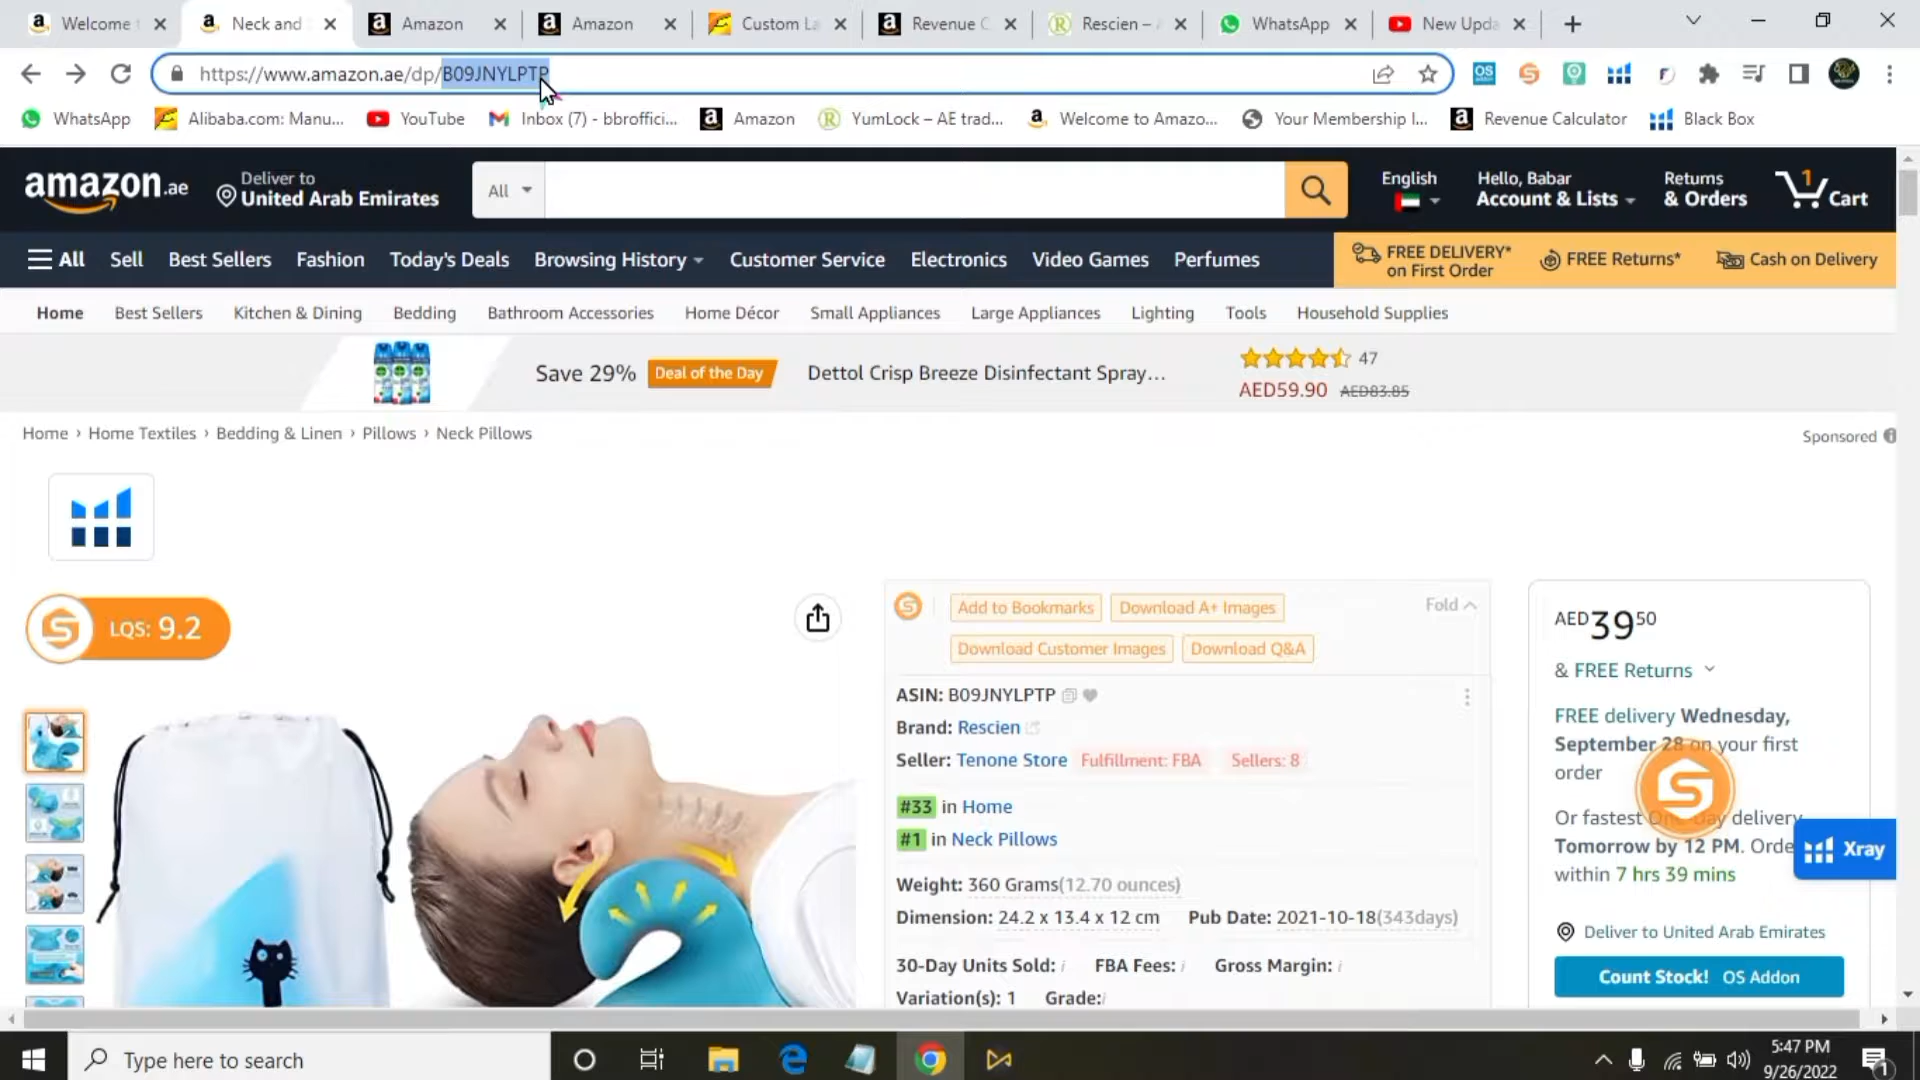 Welcome t
Neck and
Amazon
Amazon
Custom La
Revenue C
Rescien –
WhatsApp
New Upda
https://www.amazon.ae/dp/B09JNYLPTP
WhatsApp
Alibaba.com: Manu...
YouTube
Inbox (7) - bbroffici...
Amazon
YumLock – AE trad...
Welcome to Amazo...
Your Membership I...
Revenue Calculator
Black Box
amazon.ae
Deliver to
United Arab Emirates
All
English
Hello, Babar
Account & Lists
Returns
& Orders
1
Cart
All
Sell
Best Sellers
Fashion
Today's Deals
Browsing History
Customer Service
Electronics
Video Games
Perfumes
FREE DELIVERY*
on First Order
FREE Returns*
Cash on Delivery
Home
Best Sellers
Kitchen & Dining
Bedding
Bathroom Accessories
Home Décor
Small Appliances
Large Appliances
Lighting
Tools
Household Supplies
Save 29%
Deal of the Day
Dettol Crisp Breeze Disinfectant Spray…
47
AED59.90 AED83.85
Home › Home Textiles › Bedding & Linen › Pillows › Neck Pillows
Sponsored
LQS: 9.2
Add to Bookmarks
Download A+ Images
Fold
Download Customer Images
Download Q&A
ASIN: B09JNYLPTP
Brand: Rescien
Seller: Tenone Store Fulfillment: FBA Sellers: 8
#33 in Home
#1 in Neck Pillows
Weight: 360 Grams(12.70 ounces)
Dimension: 24.2 x 13.4 x 12 cm Pub Date: 2021-10-18(343days)
30-Day Units Sold: FBA Fees: Gross Margin:
Variation(s): 1 Grade:
AED39 50
& FREE Returns
FREE delivery Wednesday,
September 28 on your first
order
Or fastest One-Day delivery
Tomorrow by 12 PM. Orde
within 7 hrs 39 mins
Xray
Deliver to United Arab Emirates
Count Stock! OS Addon
Type here to search
5:47 PM
9/26/2022
1